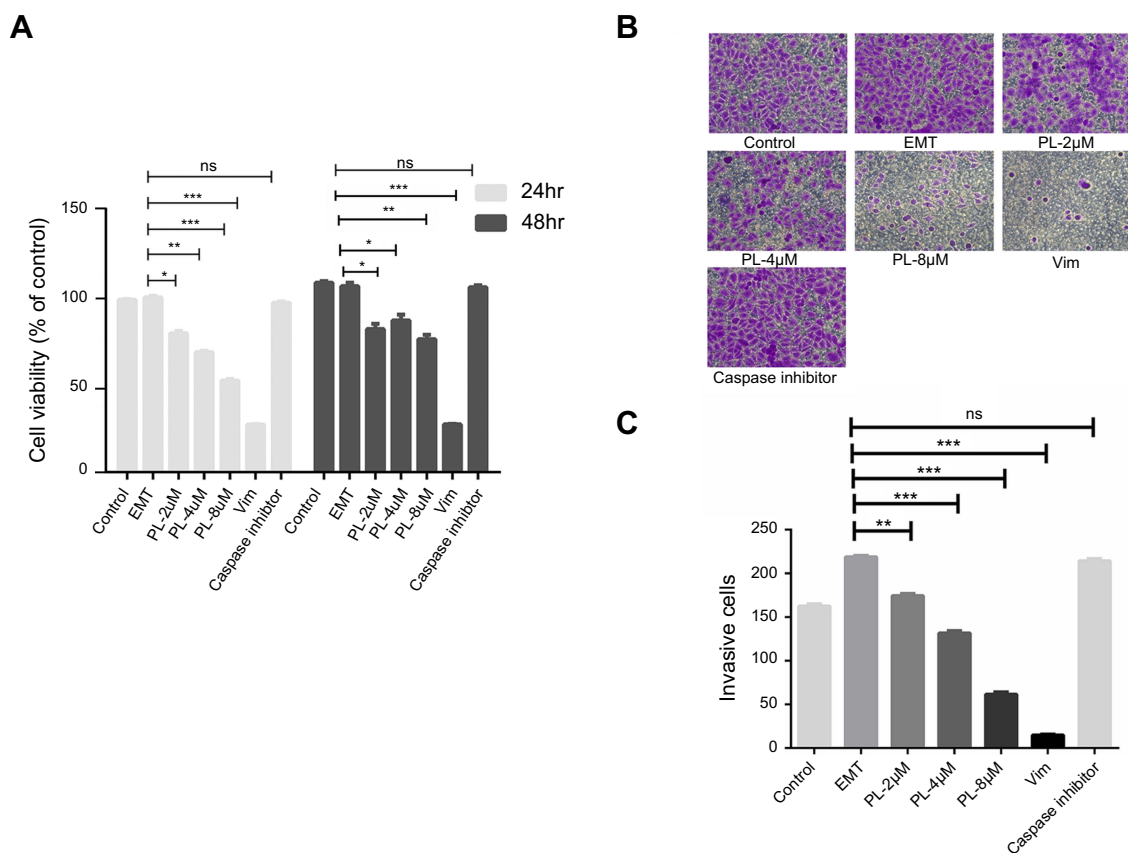 A
ns
***
***
**
*
ns
***
**
*
*
24hr
48hr
Cell viability (% of control)
150
100
50
0
Control
EMT
PL-2uM
PL-4uM
PL-8uM
Vim
Caspase inhibtor
Control
EMT
PL-2uM
PL-4uM
PL-8uM
Vim
Caspase inhibtor
B
Control
EMT
PL-2µM
PL-4µM
PL-8µM
Vim
Caspase inhibitor
C
ns
***
***
***
**
Invasive cells
250
200
150
100
50
0
Control
EMT
PL-2µM
PL-4µM
PL-8µM
Vim
Caspase inhibitor